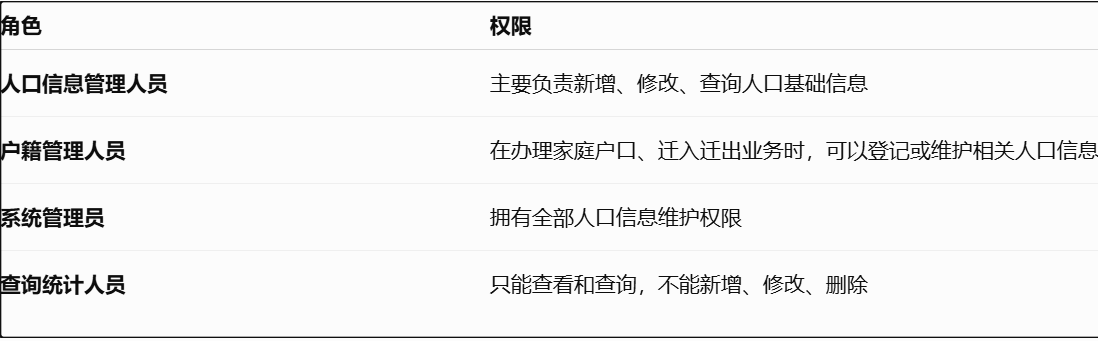 角色 权限
人口信息管理人员 主要负责新增、修改、查询人口基础信息
户籍管理人员 在办理家庭户口、迁入迁出业务时，可以登记或维护相关人口信息
系统管理员 拥有全部人口信息维护权限
查询统计人员 只能查看和查询，不能新增、修改、删除